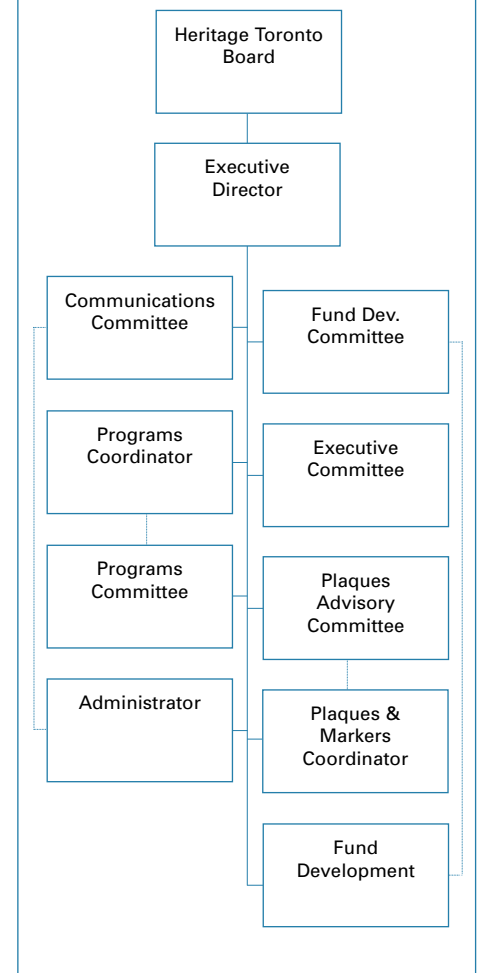 Heritage Toronto
Board
Executive
Director
Communications
Committee
Fund Dev.
Committee
Programs
Coordinator
Executive
Committee
Programs
Committee
Plaques
Advisory
Committee
Administrator
Plaques &
Markers
Coordinator
Fund
Development